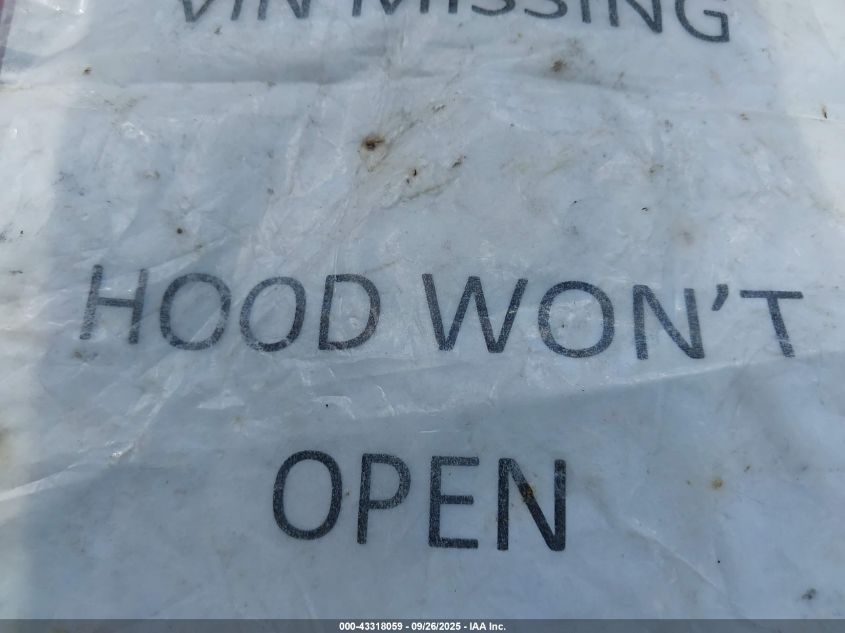 VIN MISSING
HOOD WON'T
OPEN
000-43318059 - 09/26/2025 - IAA Inc.